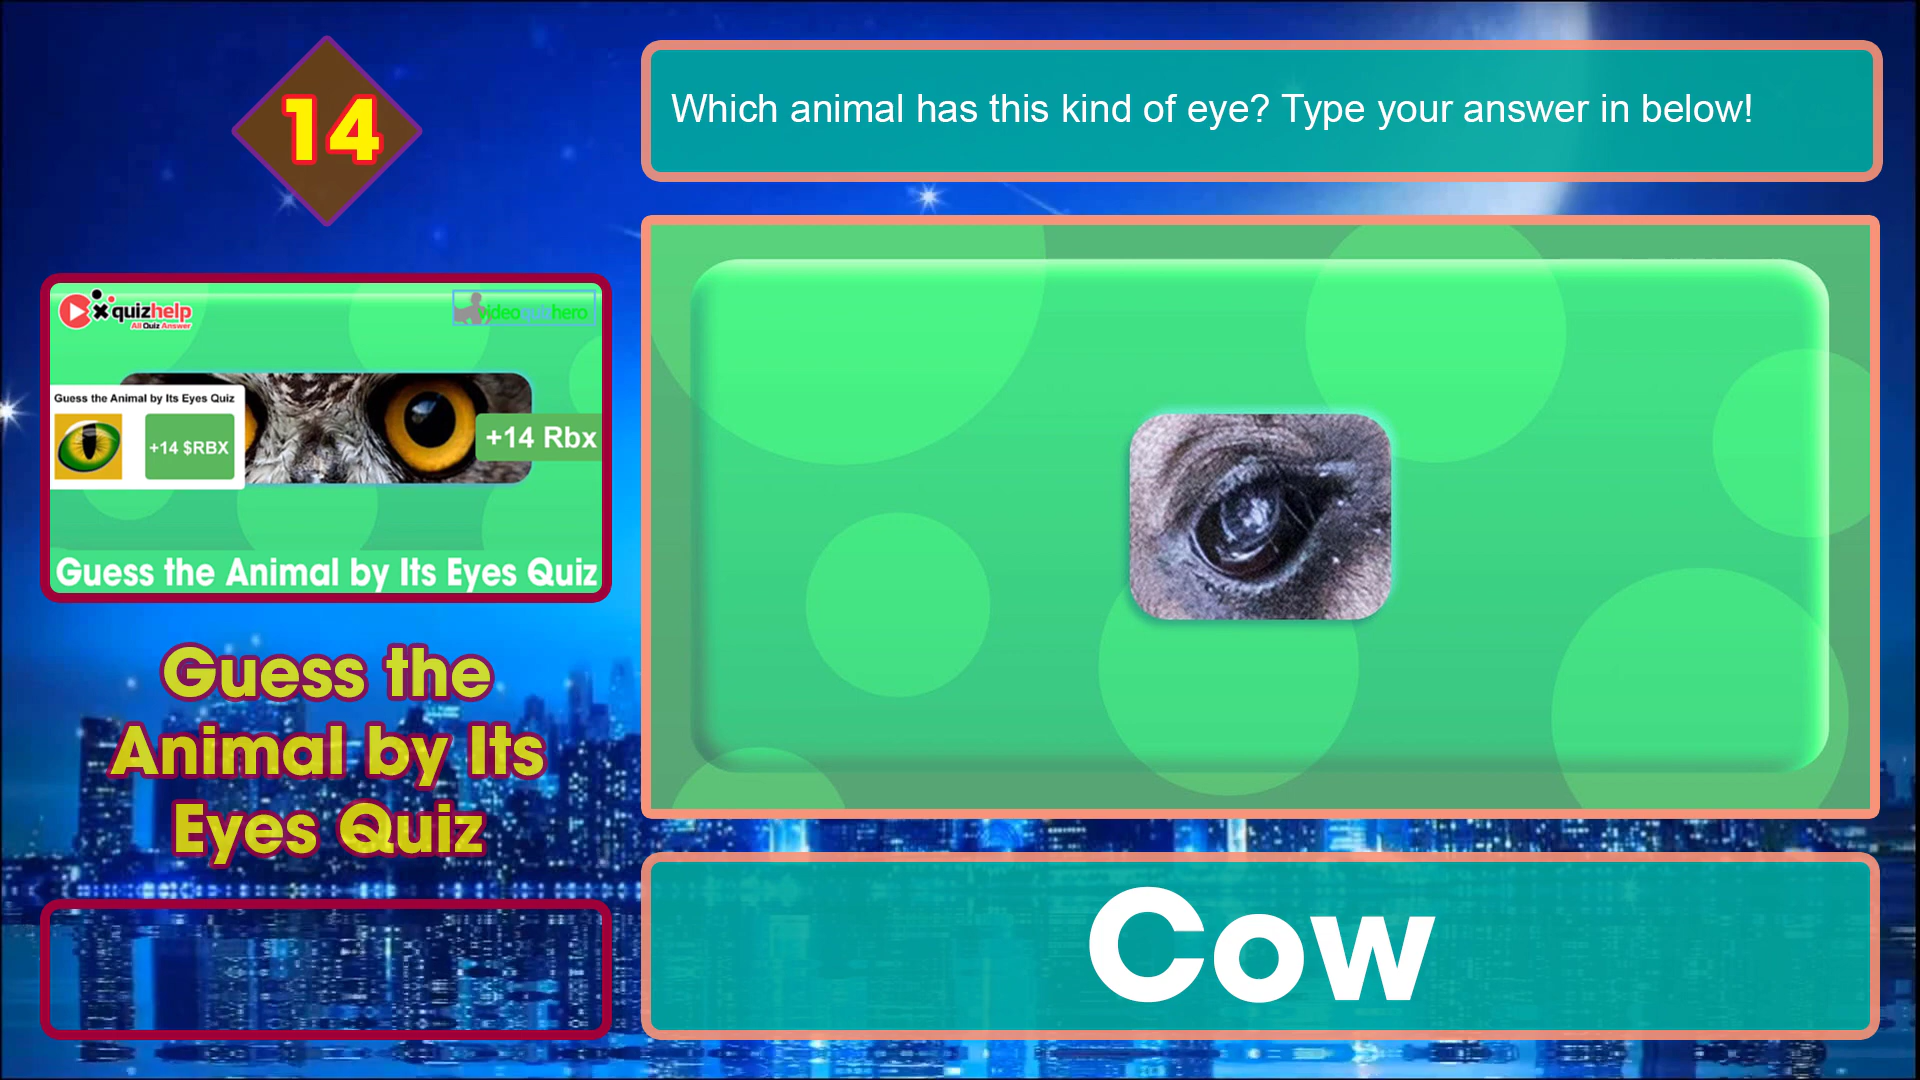 14
Which animal has this kind of eye? Type your answer in below!
quizhelp
All Quiz Answer
ideoquizhero
Guess the Animal by Its Eyes Quiz
+14 $RBX
+14 Rbx
Guess the Animal by Its Eyes Quiz
Guess the
Animal by Its
Eyes Quiz
Cow